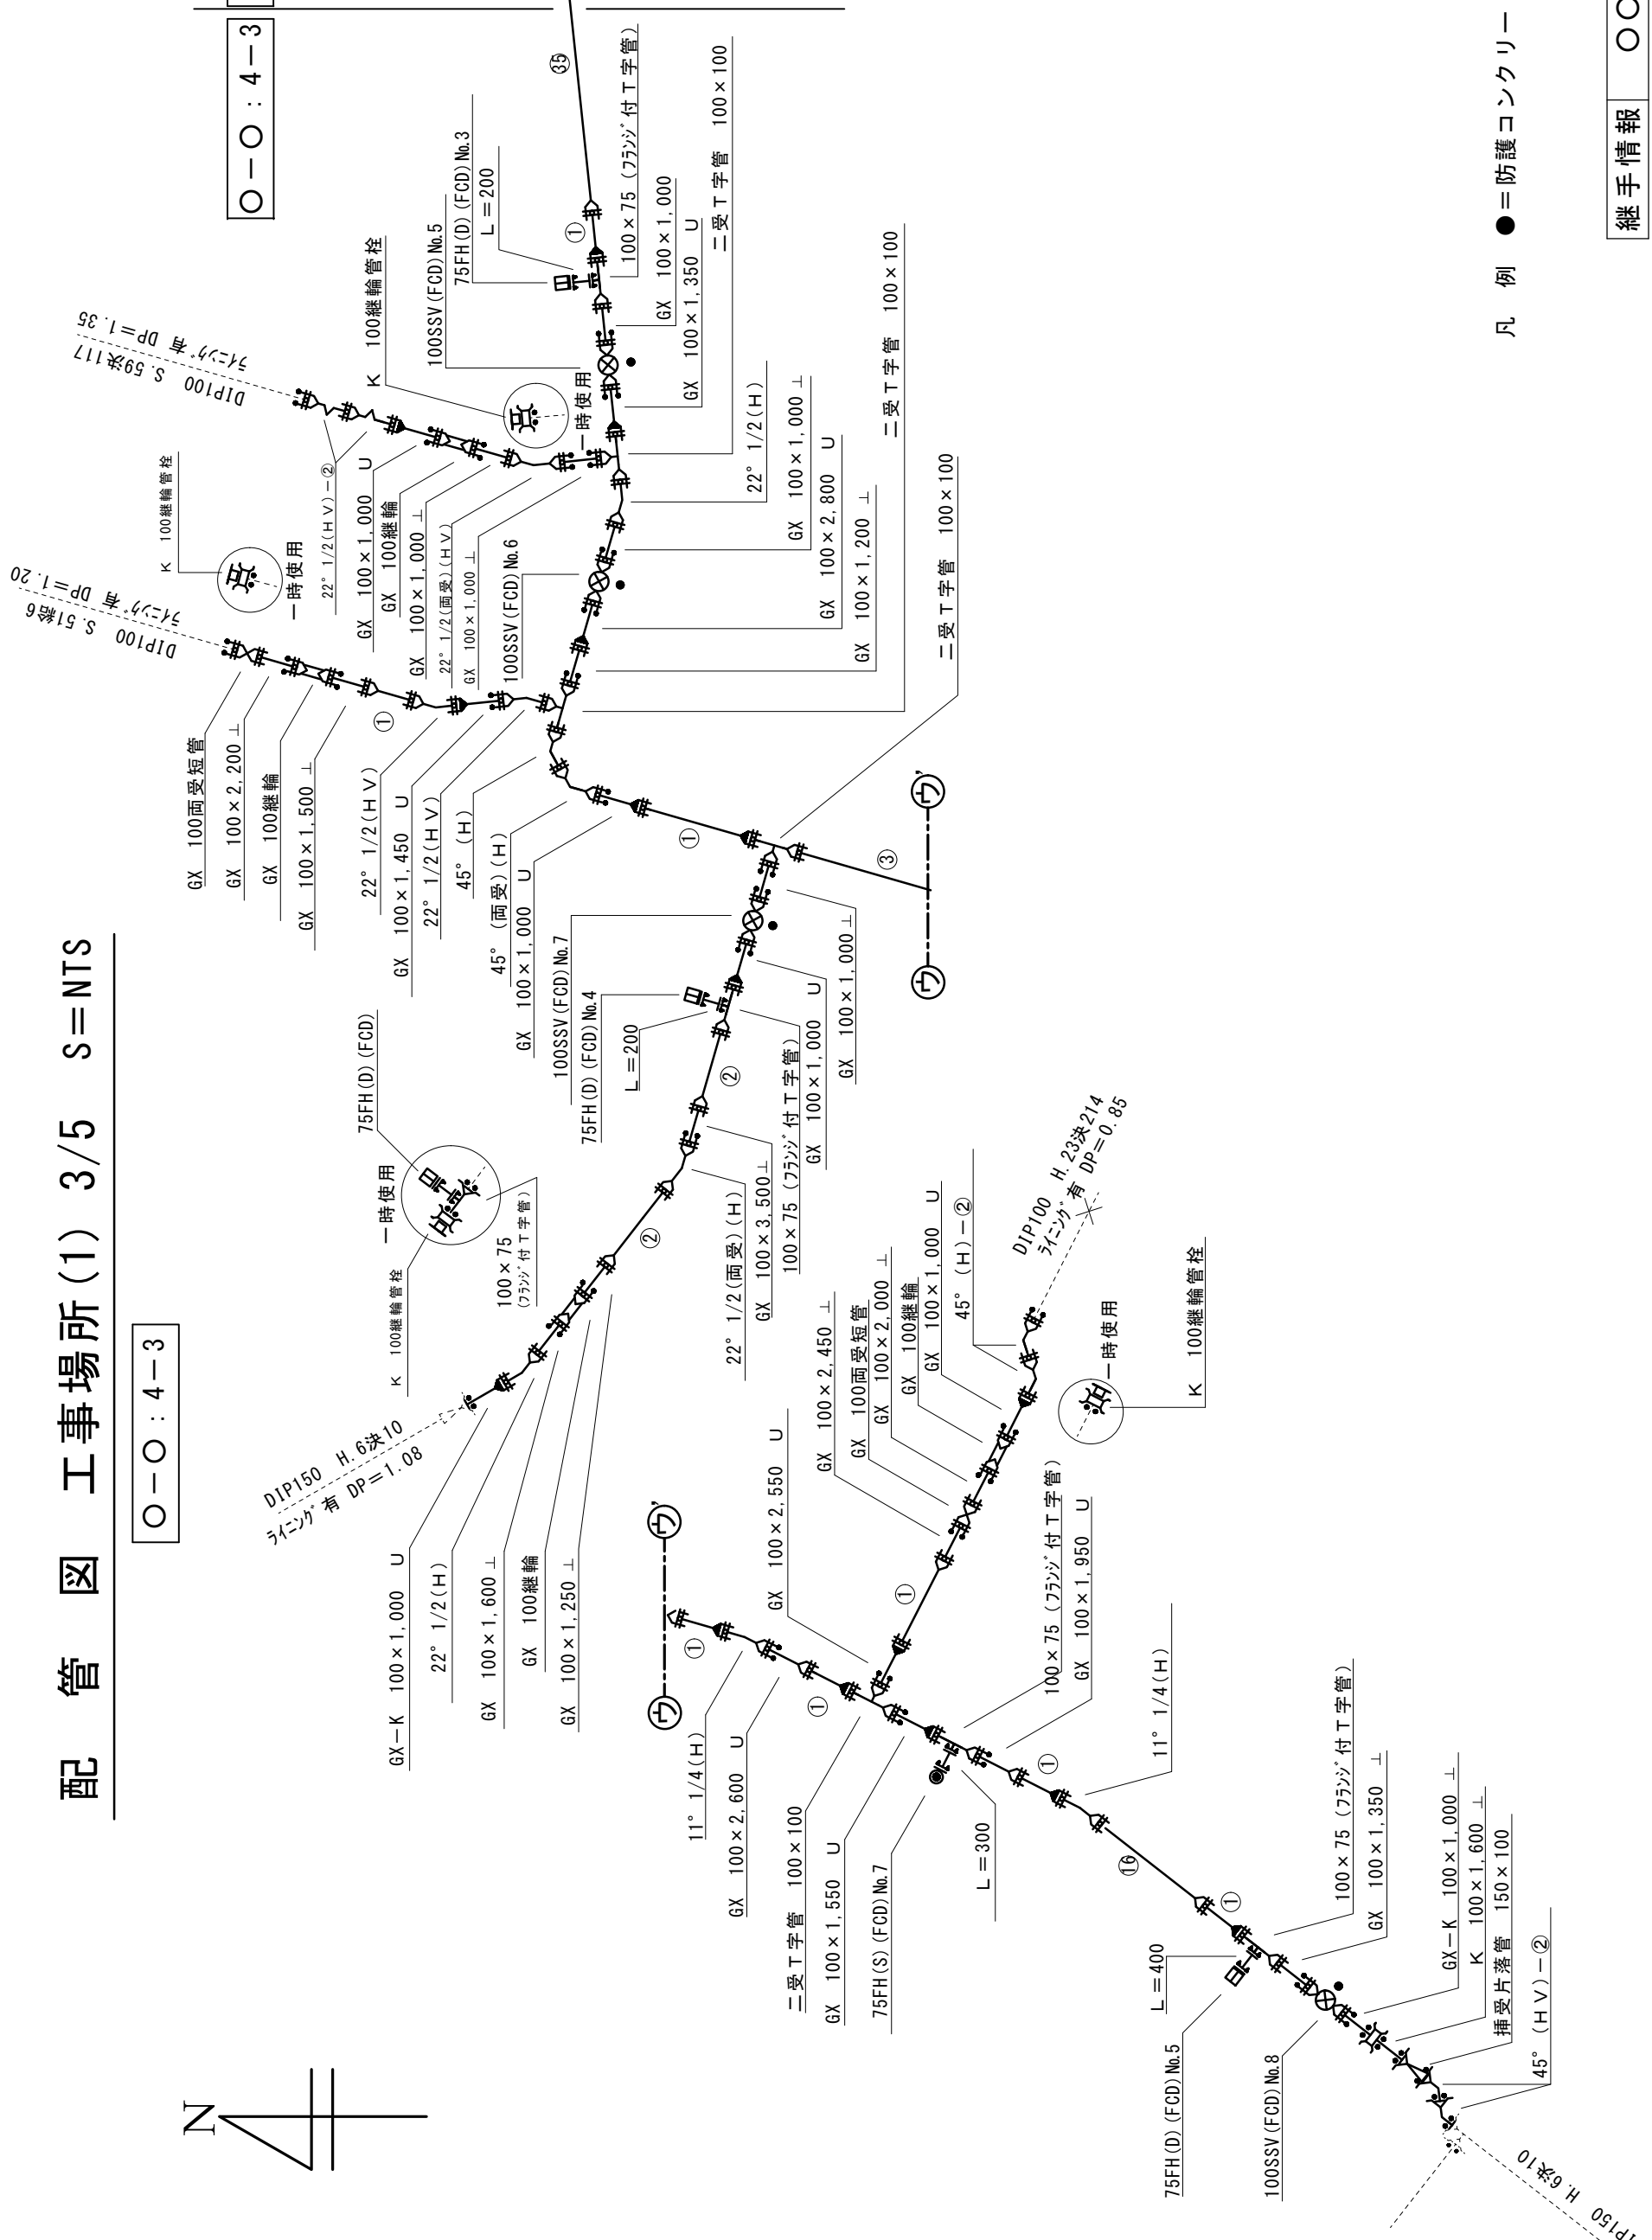 配 管 図 工事場所(1) 3/5 S=NTS
〇-〇:4-3
〇-〇:4-3
N
DIP100 S.59決117
ライニング有 DP=1.35
K 100継輪管栓
一時使用
22° 1/2(HV)-②
GX 100×1,000 U
GX 100継輪
GX 100×1,000 ⊥
22° 1/2(両受)(HV)
GX 100×1,000 ⊥
100SSV(FCD)No.6
100SSV(FCD)No.5
75FH(D)(FCD)No.3
L=200
㉟
①
100×75 (フランジ付T字管)
GX 100×1,000
GX 100×1,350 U
二受T字管 100×100
22° 1/2(H)
GX 100×1,000 ⊥
GX 100×2,800 U
GX 100×1,200 ⊥
二受T字管 100×100
二受T字管 100×100
DIP100 S.51給6
ライニング有 DP=1.20
K 100継輪管栓
一時使用
GX 100両受短管
GX 100×2,200 ⊥
GX 100継輪
GX 100×1,500 ⊥
①
22° 1/2(HV)
GX 100×1,450 U
22° 1/2(HV)
45° (H)
45° (両受)(H)
GX 100×1,000 U
①
③
ウ
ウ'
100SSV(FCD)No.7
75FH(D)(FCD)No.4
L=200
GX 100×1,000 ⊥
GX 100×1,000 U
100×75 (フランジ付T字管)
②
GX 100×3,500 ⊥
22° 1/2(両受)(H)
②
75FH(D)(FCD)
一時使用
K 100継輪管栓
100×75
(フランジ付T字管)
DIP150 H.6決10
ライニング有 DP=1.08
GX-K 100×1,000 U
22° 1/2(H)
GX 100×1,600 ⊥
GX 100継輪
GX 100×1,250 ⊥
ウ
ウ'
①
11° 1/4(H)
GX 100×2,600 U
①
二受T字管 100×100
GX 100×1,550 U
75FH(S)(FCD)No.7
L=300
GX 100×2,550 U
①
GX 100×2,450 ⊥
GX 100両受短管
GX 100×2,000 ⊥
GX 100継輪
GX 100×1,000 U
45° (H)-②
DIP100 H.23決214
ライニング有 DP=0.85
一時使用
K 100継輪管栓
100×75 (フランジ付T字管)
GX 100×1,950 U
①
11° 1/4(H)
⑯
①
L=400
75FH(D)(FCD)No.5
100SSV(FCD)No.8
100×75 (フランジ付T字管)
GX 100×1,350 ⊥
GX-K 100×1,000 ⊥
K 100×1,600 ⊥
挿受片落管 150×100
45° (HV)-②
IP150 H.6決10
凡 例 ●=防護コンクリー
継手情報 〇〇